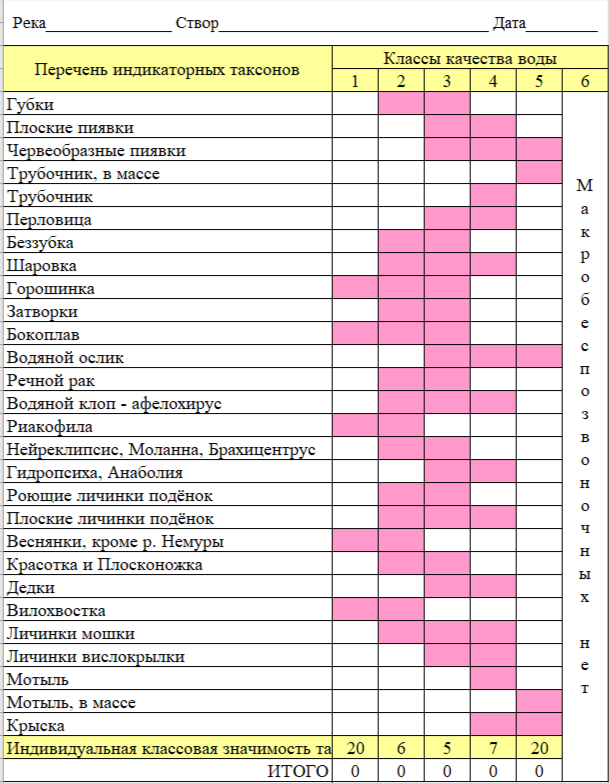 Река_______________ Створ________________________________ Дата_________
Перечень индикаторных таксонов
Классы качества воды
1 2 3 4 5 6
Губки
Плоские пиявки
Червеобразные пиявки
Трубочник, в массе
Трубочник
Перловица
Беззубка
Шаровка
Горошинка
Затворки
Бокоплав
Водяной ослик
Речной рак
Водяной клоп - афелохирус
Риакофила
Нейреклипсис, Моланна, Брахицентрус
Гидропсиха, Анаболия
Роющие личинки подёнок
Плоские личинки подёнок
Веснянки, кроме р. Немуры
Красотка и Плосконожка
Дедки
Вилохвостка
Личинки мошки
Личинки вислокрылки
Мотыль
Мотыль, в массе
Крыска
Макробеспозвоночных нет
Индивидуальная классовая значимость та 20 6 5 7 20
ИТОГО 0 0 0 0 0